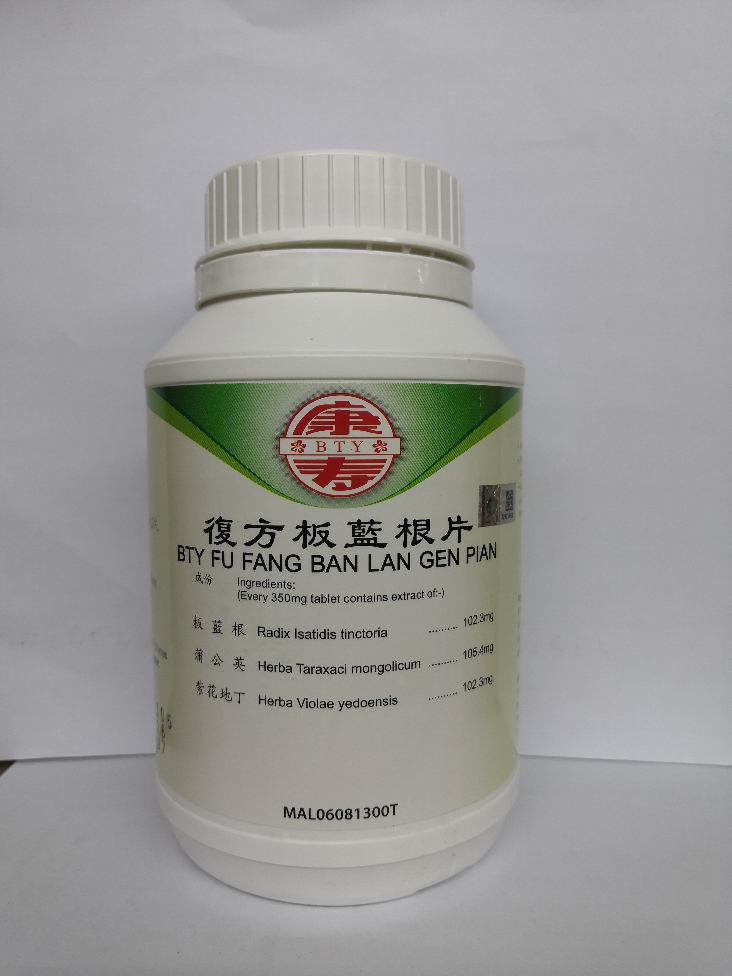 康
BTY
寿
復方板藍根片
BTY FU FANG BAN LAN GEN PIAN
成份 Ingredients:
(Every 350mg tablet contains extract of:-)
板藍根 Radix Isatidis tinctoria .......... 102.3mg
蒲公英 Herba Taraxaci mongolicum .......... 105.4mg
紫花地丁 Herba Violae yedoensis .......... 102.3mg
MAL06081300T